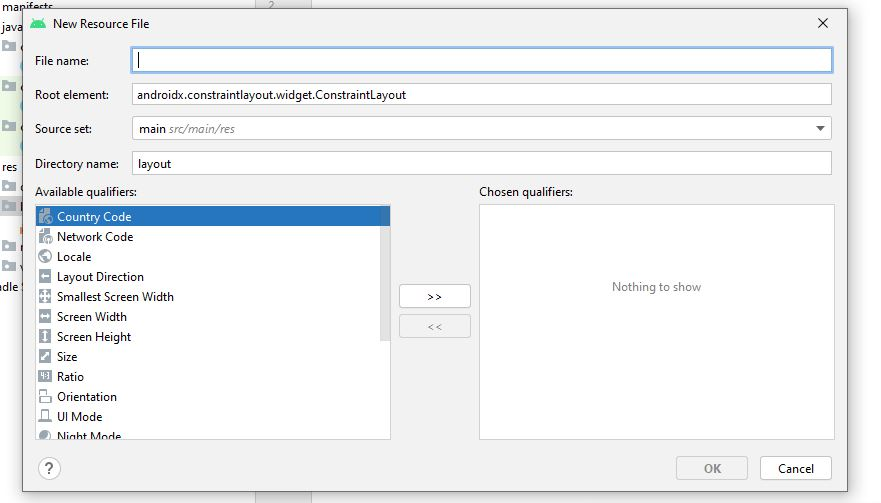 manifests
2
java
New Resource File
File name:
Root element: androidx.constraintlayout.widget.ConstraintLayout
Source set: main src/main/res
Directory name: layout
res
Available qualifiers:
Chosen qualifiers:
Country Code
Network Code
Locale
Layout Direction
Smallest Screen Width
Screen Width
Screen Height
Size
Ratio
Orientation
UI Mode
Night Mode
>>
<<
Nothing to show
?
OK
Cancel